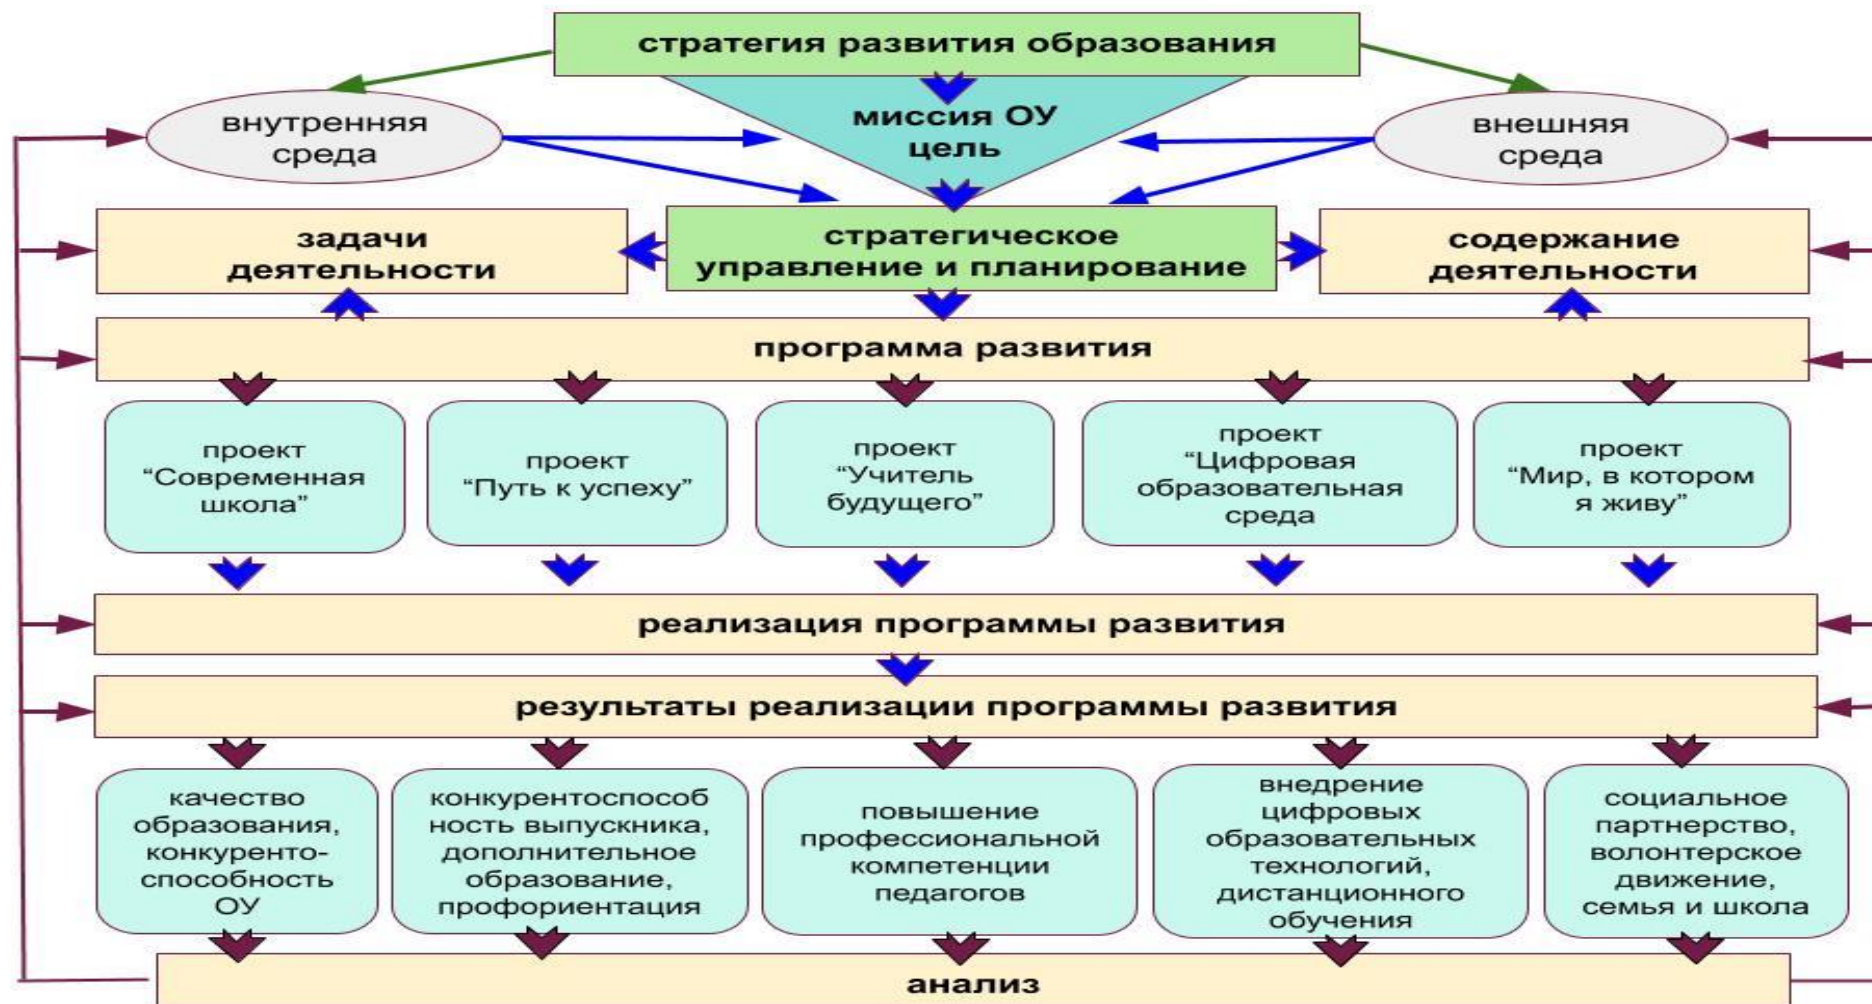 стратегия развития образования
миссия ОУ
цель
внутренняя
среда
внешняя
среда
задачи
деятельности
стратегическое
управление и планирование
содержание
деятельности
программа развития
проект
“Современная
школа”
проект
“Путь к успеху”
проект
“Учитель
будущего”
проект
“Цифровая
образовательная
среда
проект
“Мир, в котором
я живу”
реализация программы развития
результаты реализации программы развития
качество
образования,
конкуренто-
способность
ОУ
конкурентоспособ
ность выпускника,
дополнительное
образование,
профориентация
повышение
профессиональной
компетенции
педагогов
внедрение
цифровых
образовательных
технологий,
дистанционного
обучения
социальное
партнерство,
волонтерское
движение,
семья и школа
анализ